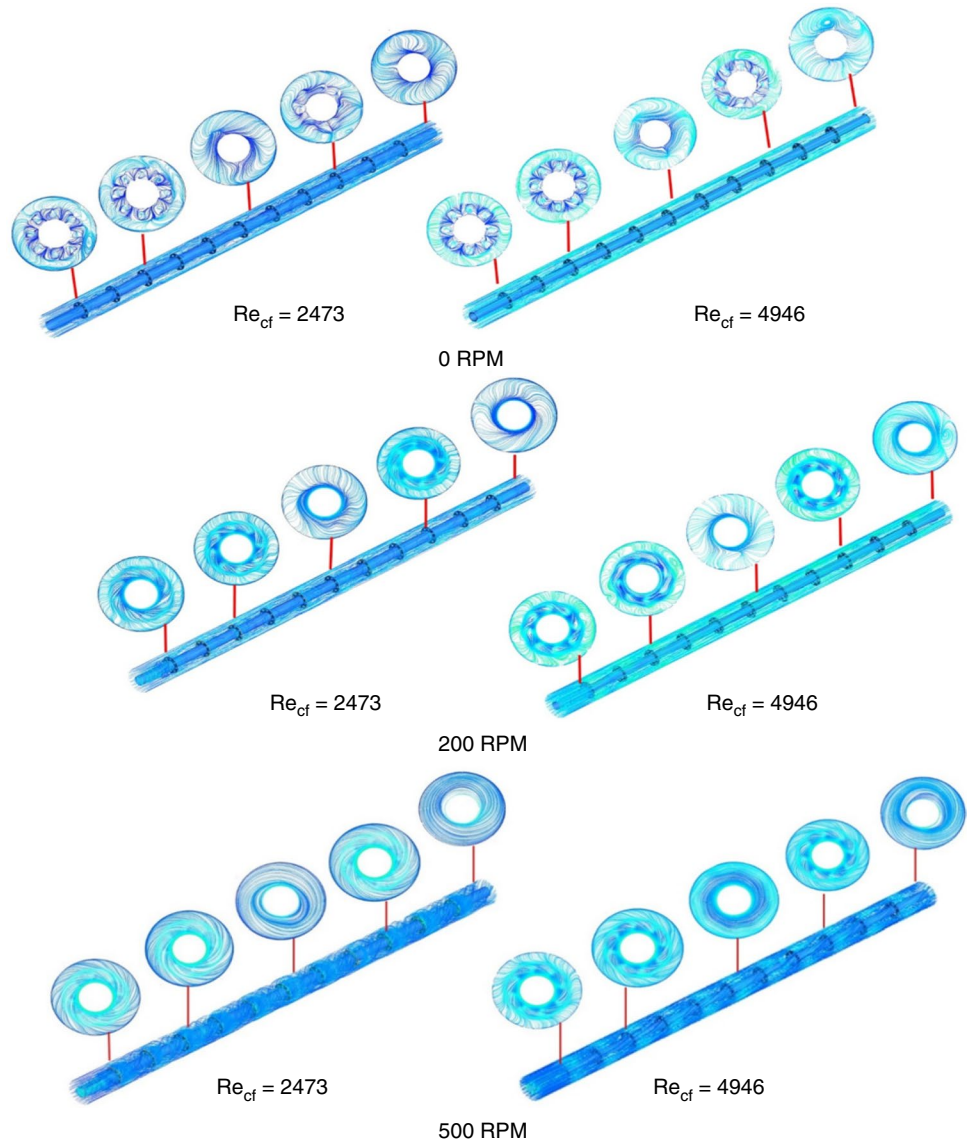 Re_cf = 2473
Re_cf = 4946
0 RPM
Re_cf = 2473
Re_cf = 4946
200 RPM
Re_cf = 2473
Re_cf = 4946
500 RPM